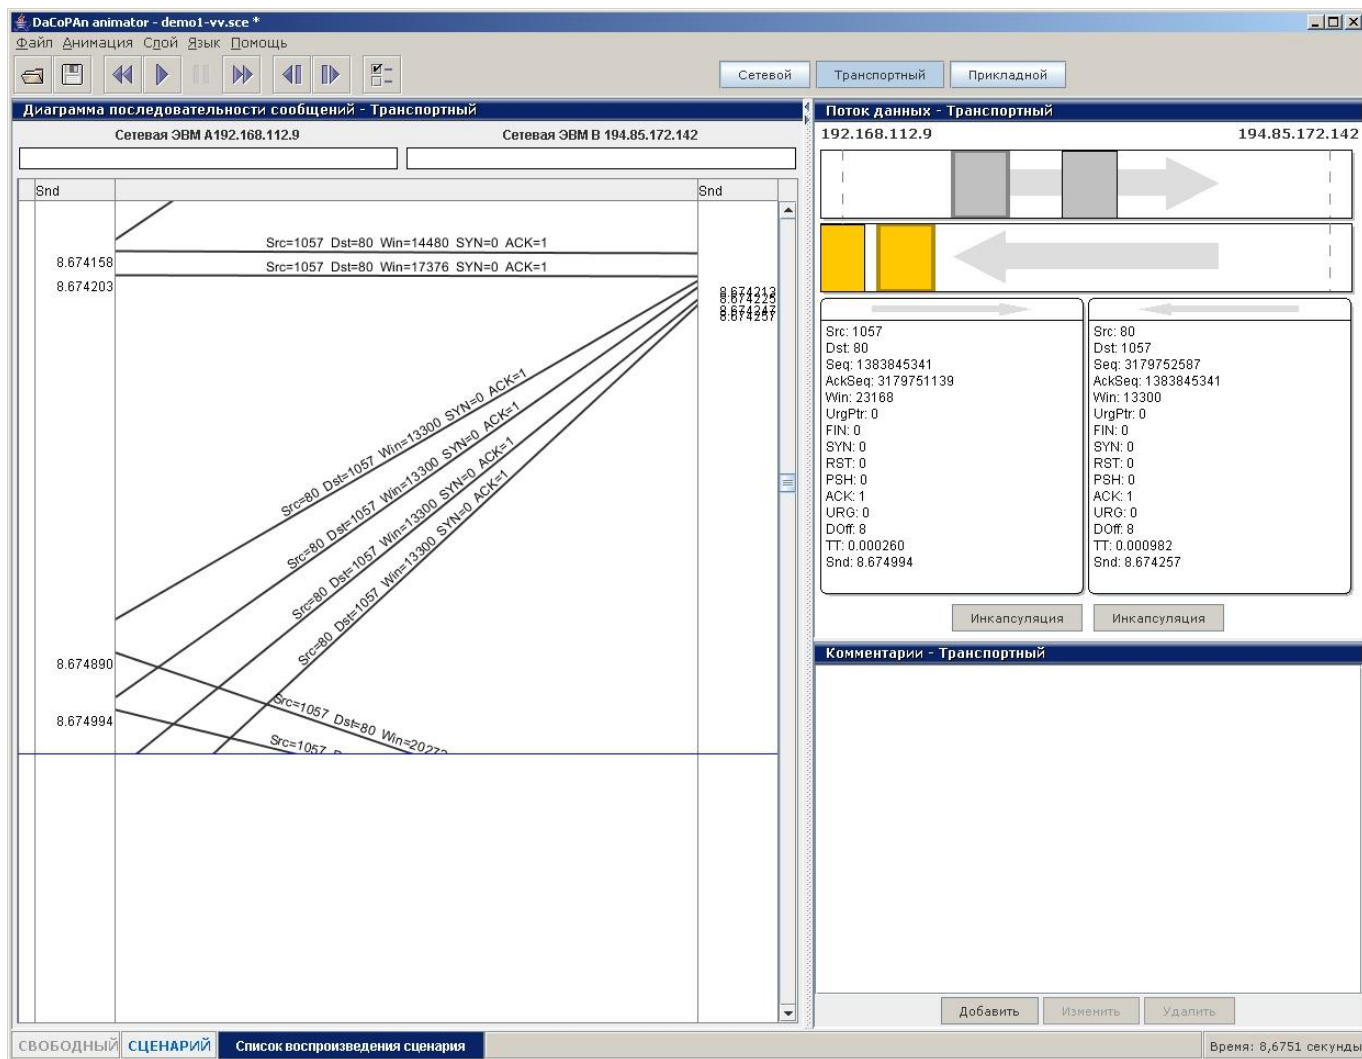 DaCoPAn animator - demo1-vv.sce *
Файл Анимация Слой Язык Помощь
Сетевой Транспортный Прикладной
Диаграмма последовательности сообщений - Транспортный
Сетевая ЭВМ A192.168.112.9 Сетевая ЭВМ B 194.85.172.142
Snd Snd
Src=1057 Dst=80 Win=14480 SYN=0 ACK=1
8.674158
Src=1057 Dst=80 Win=17376 SYN=0 ACK=1
8.674203
8.674213
8.674225
8.674247
8.674257
Src=80 Dst=1057 Win=13300 SYN=0 ACK=1
Src=80 Dst=1057 Win=13300 SYN=0 ACK=1
Src=80 Dst=1057 Win=13300 SYN=0 ACK=1
Src=80 Dst=1057 Win=13300 SYN=0 ACK=1
8.674890
Src=1057 Dst=80 Win=20272
8.674994
Src=1057
Поток данных - Транспортный
192.168.112.9 194.85.172.142
Src: 1057
Dst: 80
Seq: 1383845341
AckSeq: 3179751139
Win: 23168
UrgPtr: 0
FIN: 0
SYN: 0
RST: 0
PSH: 0
ACK: 1
URG: 0
DOff: 8
TT: 0.000260
Snd: 8.674994
Src: 80
Dst: 1057
Seq: 3179752587
AckSeq: 1383845341
Win: 13300
UrgPtr: 0
FIN: 0
SYN: 0
RST: 0
PSH: 0
ACK: 1
URG: 0
DOff: 8
TT: 0.000982
Snd: 8.674257
Инкапсуляция Инкапсуляция
Комментарии - Транспортный
Добавить Изменить Удалить
СВОБОДНЫЙ СЦЕНАРИЙ Список воспроизведения сценария
Время: 8,6751 секунды